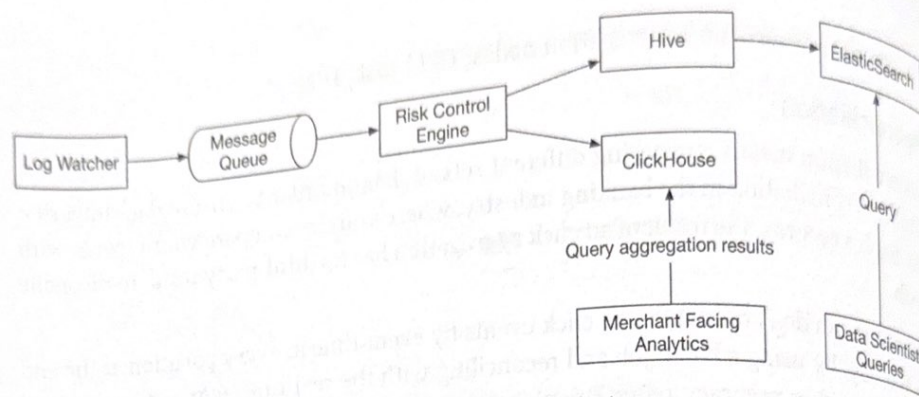 Hive
ElasticSearch
Log Watcher
Message
Queue
Risk Control
Engine
ClickHouse
Query
Query aggregation results
Merchant Facing
Analytics
Data Scientist
Queries